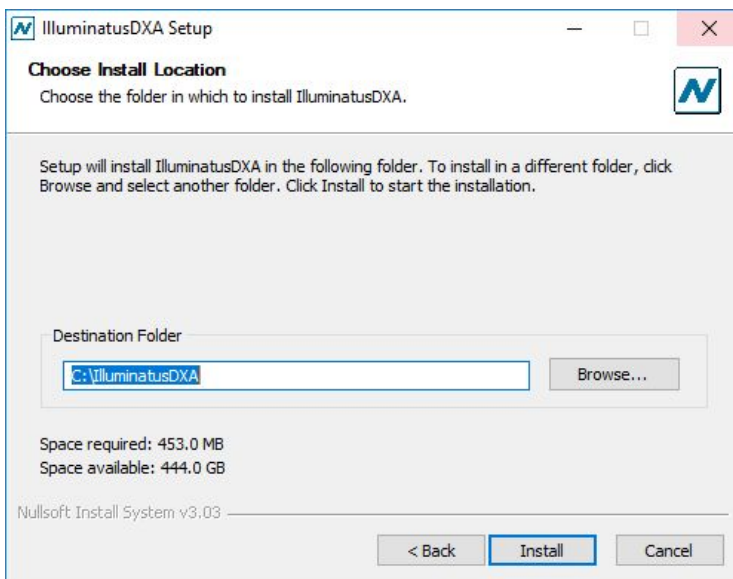 IlluminatusDXA Setup
Choose Install Location
Choose the folder in which to install IlluminatusDXA.
Setup will install IlluminatusDXA in the following folder. To install in a different folder, click
Browse and select another folder. Click Install to start the installation.
Destination Folder
C:\IlluminatusDXA
Browse...
Space required: 453.0 MB
Space available: 444.0 GB
Nullsoft Install System v3.03
< Back
Install
Cancel